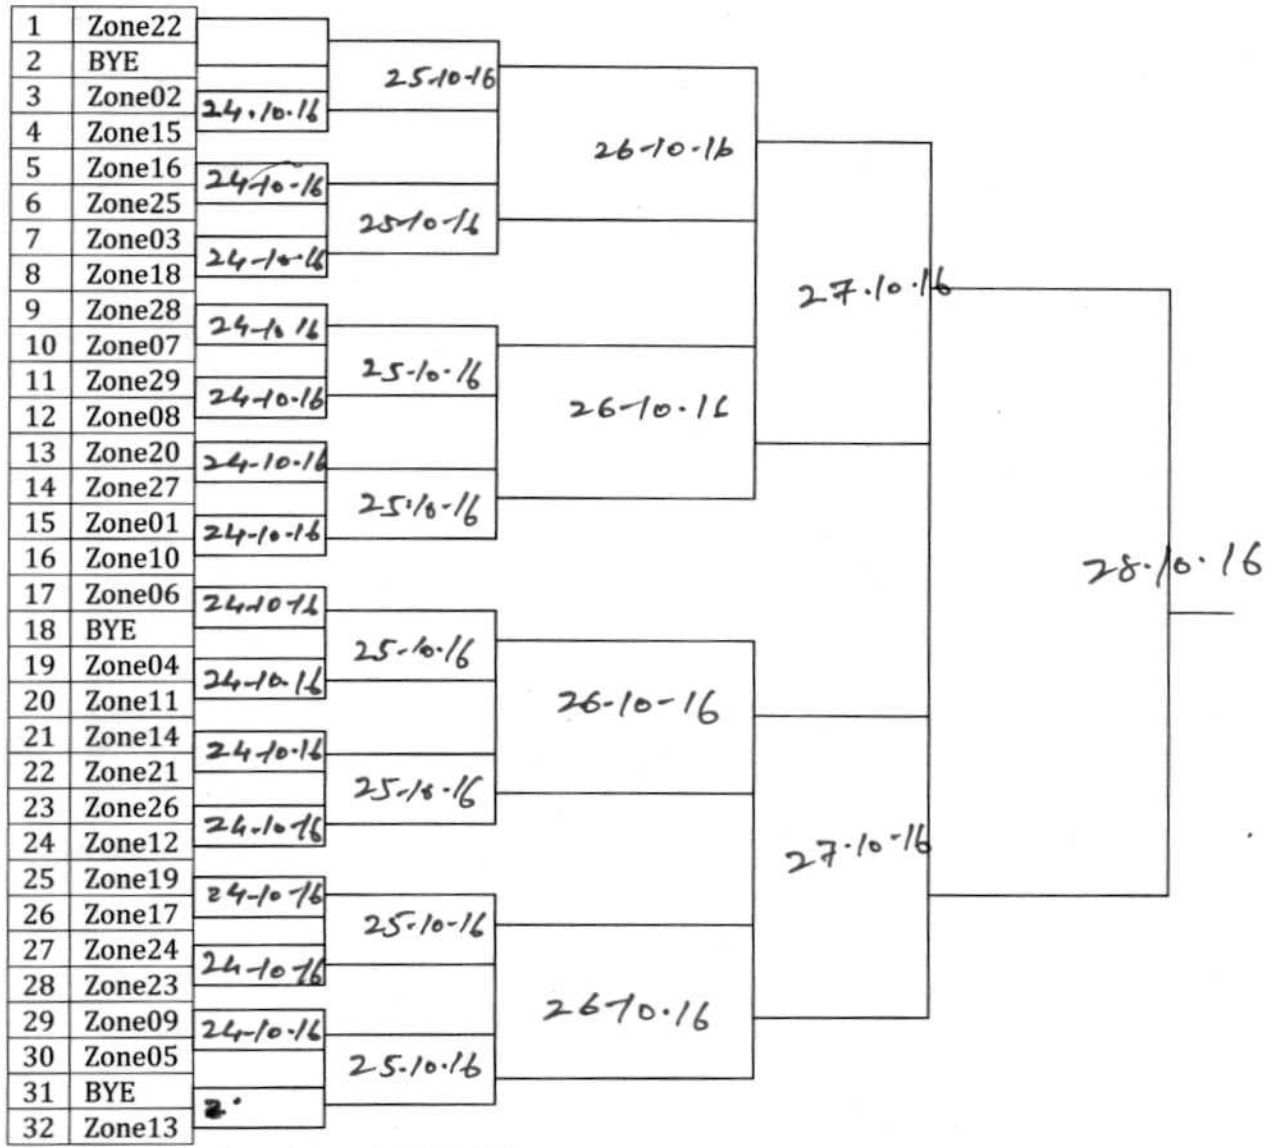 1 Zone22
2 BYE
25-10-16
3 Zone02
24.10.16
4 Zone15
26-10-16
5 Zone16
24-10-16
6 Zone25
25-10-16
7 Zone03
24-10-16
8 Zone18
27.10.16
9 Zone28
24-10 16
10 Zone07
25-10-16
11 Zone29
24-10-16
12 Zone08
26-10.16
13 Zone20
24-10-16
14 Zone27
25-10-16
15 Zone01
24-10-16
16 Zone10
28.10.16
17 Zone06
24-10-16
18 BYE
25-10-16
19 Zone04
24-10-16
20 Zone11
26-10-16
21 Zone14
24-10-16
22 Zone21
25-10-16
23 Zone26
24-10-16
24 Zone12
27-10-16
25 Zone19
24-10-16
26 Zone17
25-10-16
27 Zone24
24-10-16
28 Zone23
26-10.16
29 Zone09
24-10-16
30 Zone05
25-10.16
31 BYE
32 Zone13